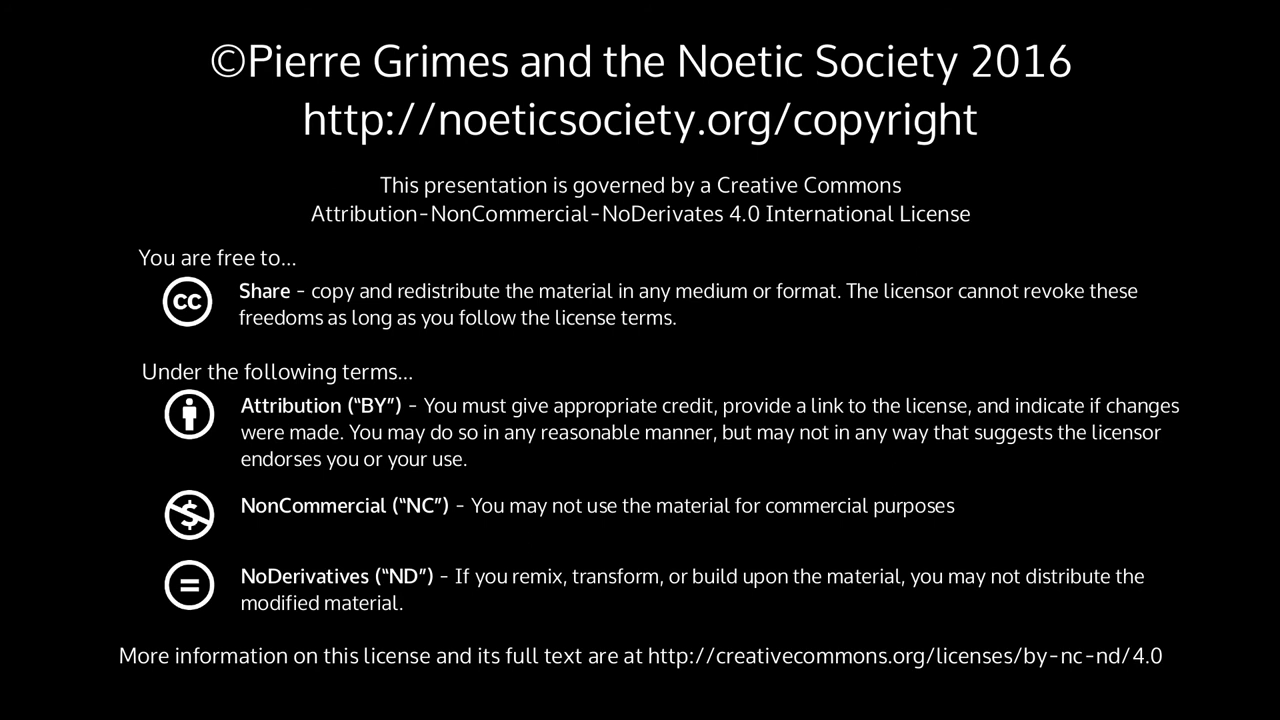 ©Pierre Grimes and the Noetic Society 2016
http://noeticsociety.org/copyright
This presentation is governed by a Creative Commons
Attribution-NonCommercial-NoDerivates 4.0 International License
You are free to...
cc
Share - copy and redistribute the material in any medium or format. The licensor cannot revoke these
freedoms as long as you follow the license terms.
Under the following terms...
Attribution (“BY”) - You must give appropriate credit, provide a link to the license, and indicate if changes
were made. You may do so in any reasonable manner, but may not in any way that suggests the licensor
endorses you or your use.
$
NonCommercial (“NC”) - You may not use the material for commercial purposes
=
NoDerivatives (“ND”) - If you remix, transform, or build upon the material, you may not distribute the
modified material.
More information on this license and its full text are at http://creativecommons.org/licenses/by-nc-nd/4.0